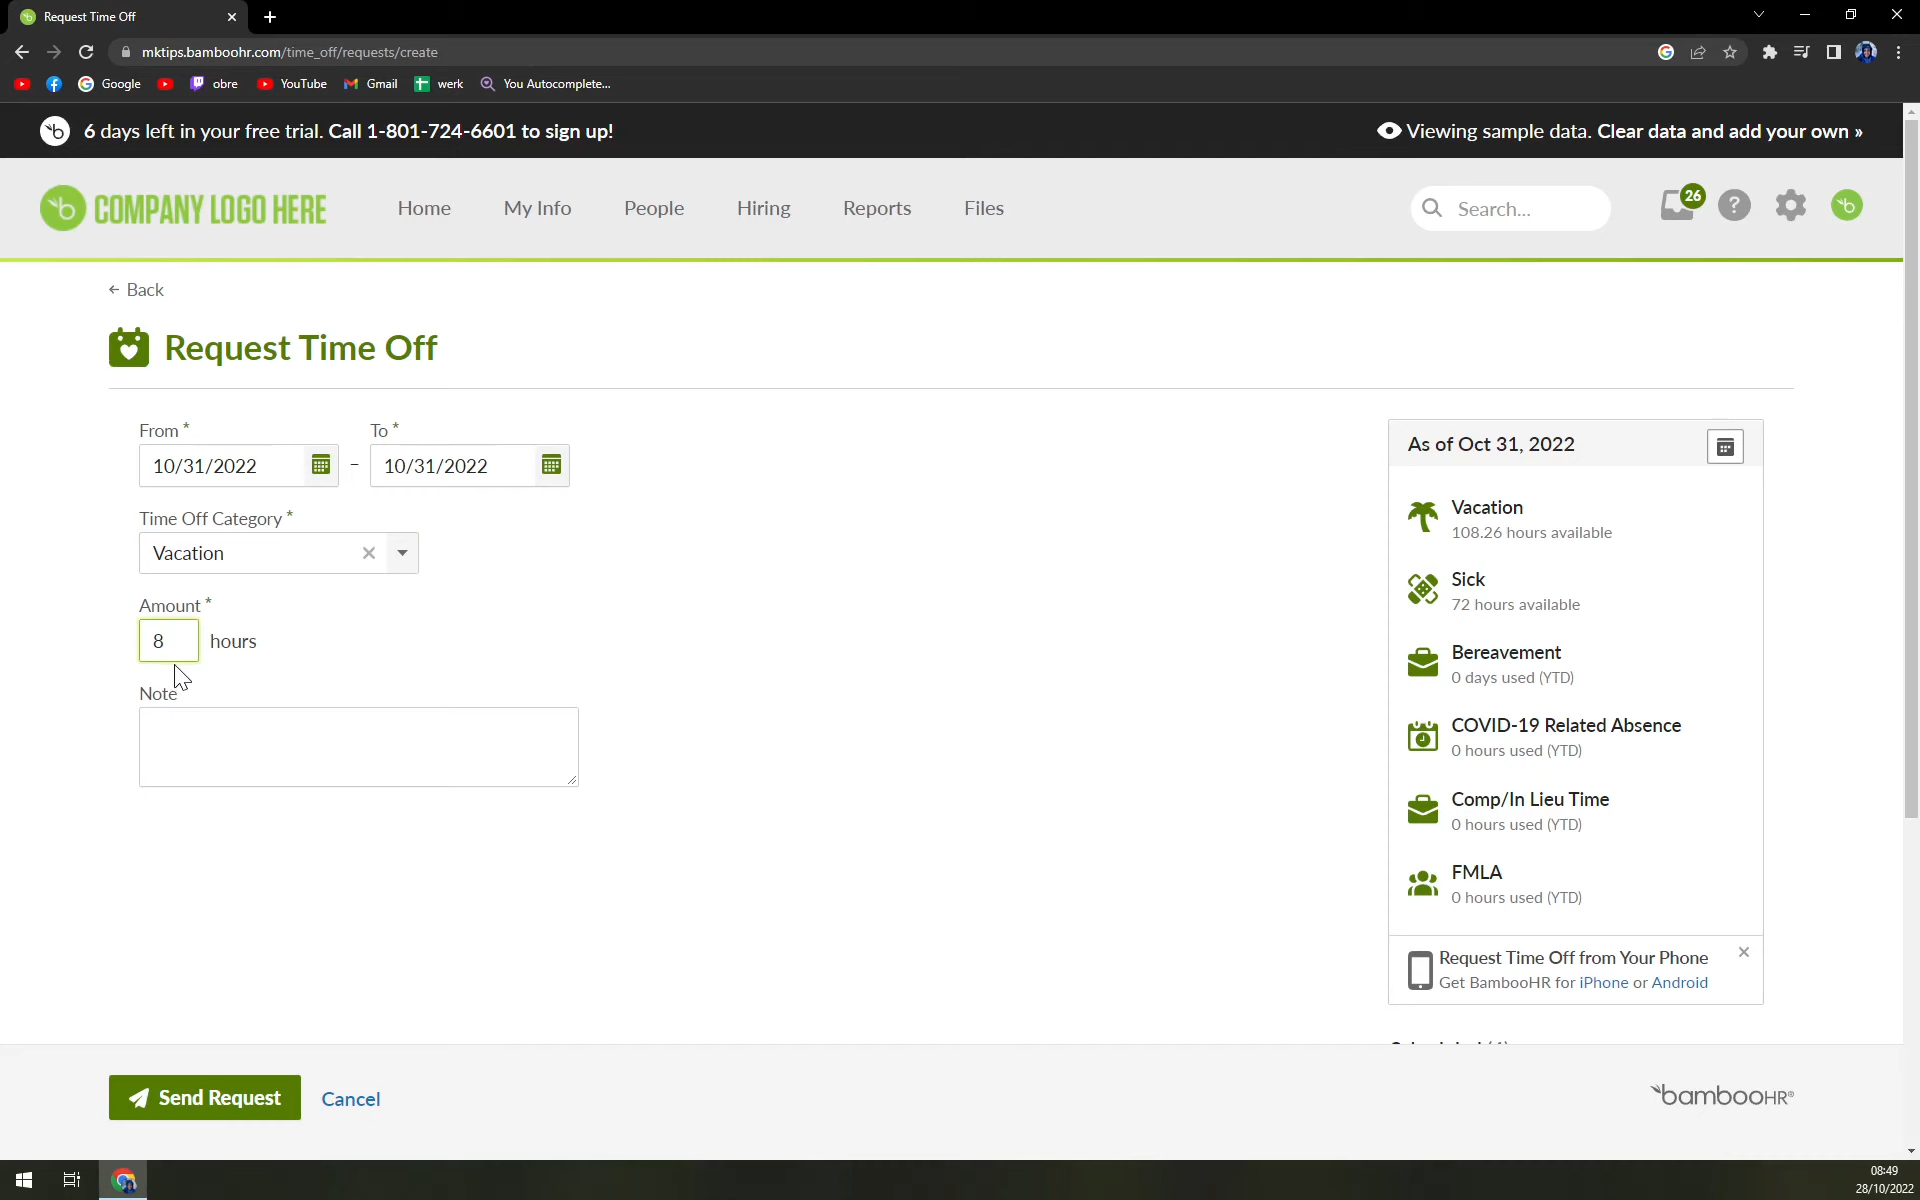 Request Time Off
mktips.bamboohr.com/time_off/requests/create
Google
obre
YouTube
Gmail
werk
You Autocomplete...
6 days left in your free trial. Call 1-801-724-6601 to sign up!
Viewing sample data. Clear data and add your own »
COMPANY LOGO HERE
Home
My Info
People
Hiring
Reports
Files
Search...
26
← Back
Request Time Off
From *
To *
10/31/2022
–
10/31/2022
Time Off Category *
Vacation
Amount *
8
hours
Note
As of Oct 31, 2022
Vacation
108.26 hours available
Sick
72 hours available
Bereavement
0 days used (YTD)
COVID-19 Related Absence
0 hours used (YTD)
Comp/In Lieu Time
0 hours used (YTD)
FMLA
0 hours used (YTD)
Request Time Off from Your Phone
Get BambooHR for iPhone or Android
Send Request
Cancel
bambooHR®
08:49
28/10/2022